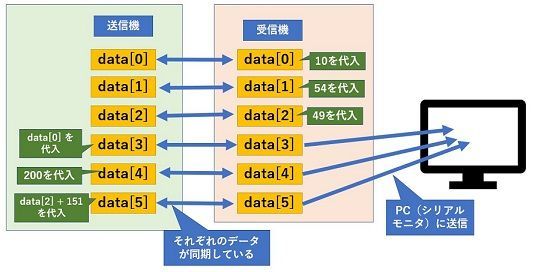 送信機
受信機
data[0]
data[0]
10を代入
data[1]
data[1]
54を代入
data[2]
data[2]
49を代入
data[0] を
代入
data[3]
data[3]
200を代入
data[4]
data[4]
data[2] + 151
を代入
data[5]
data[5]
それぞれのデータ
が同期している
PC（シリアル
モニタ）に送信